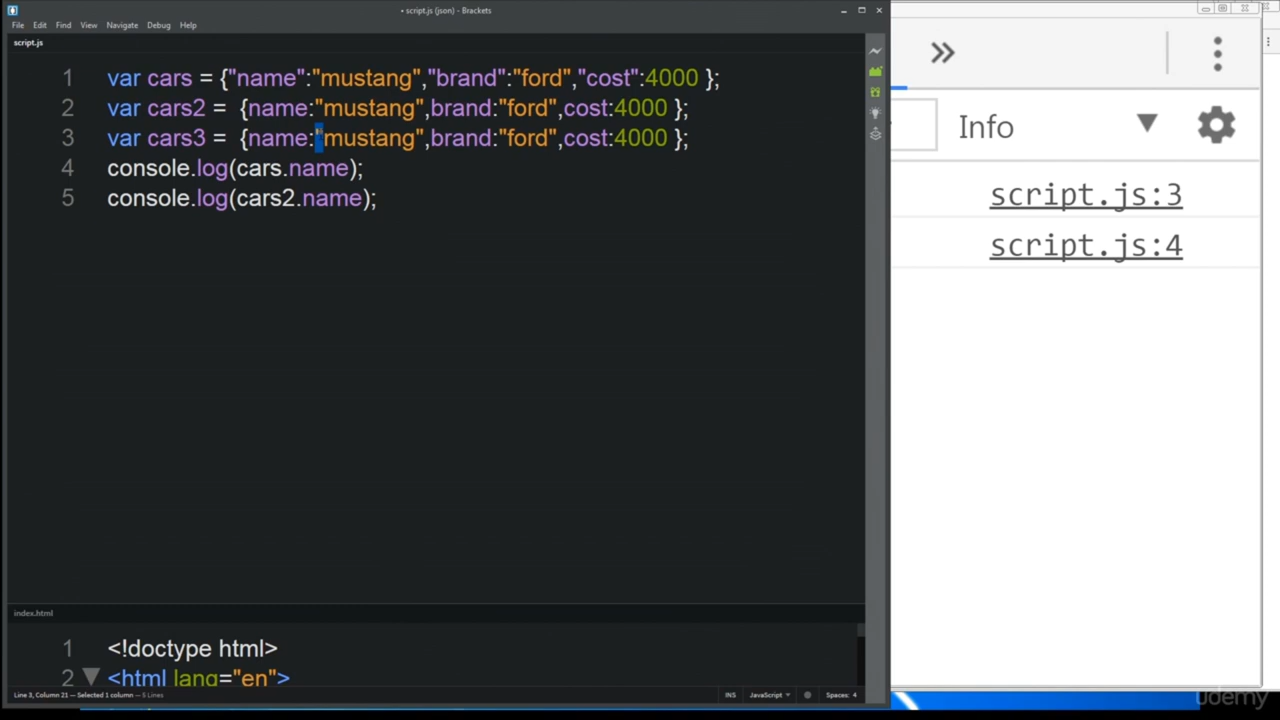 • script.js (json) - Brackets
File Edit Find View Navigate Debug Help
script.js
1 var cars = {"name":"mustang","brand":"ford","cost":4000 };
2 var cars2 =  {name:"mustang",brand:"ford",cost:4000 };
3 var cars3 =  {name:"mustang",brand:"ford",cost:4000 };
4 console.log(cars.name);
5 console.log(cars2.name);
index.html
1 <!doctype html>
2 <html lang="en">
Line 3, Column 21 — Selected 1 column — 5 Lines
INS JavaScript Spaces: 4
Info
script.js:3
script.js:4
udemy